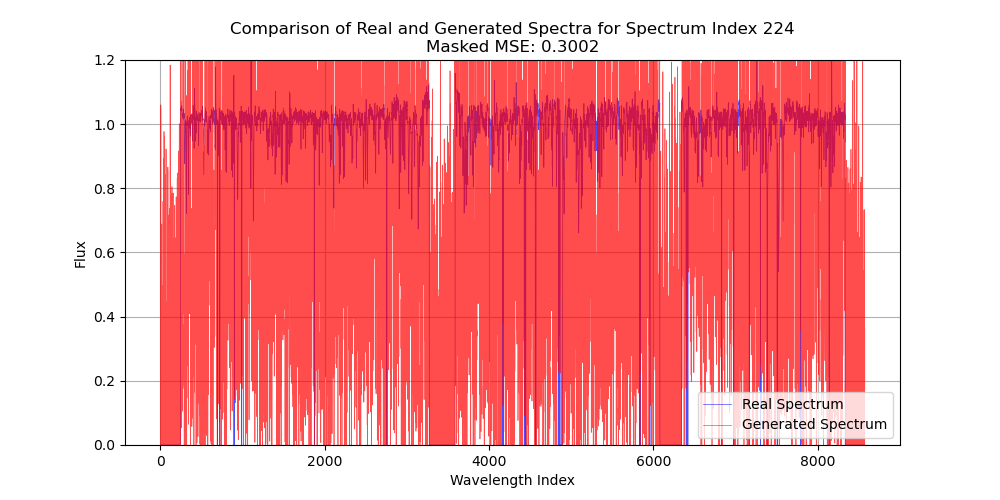 Comparison of Real and Generated Spectra for Spectrum Index 224
Masked MSE: 0.3002
1.2
1.0
0.8
0.6
0.4
0.2
0.0
Flux
0 2000 4000 6000 8000
Wavelength Index
Real Spectrum
Generated Spectrum